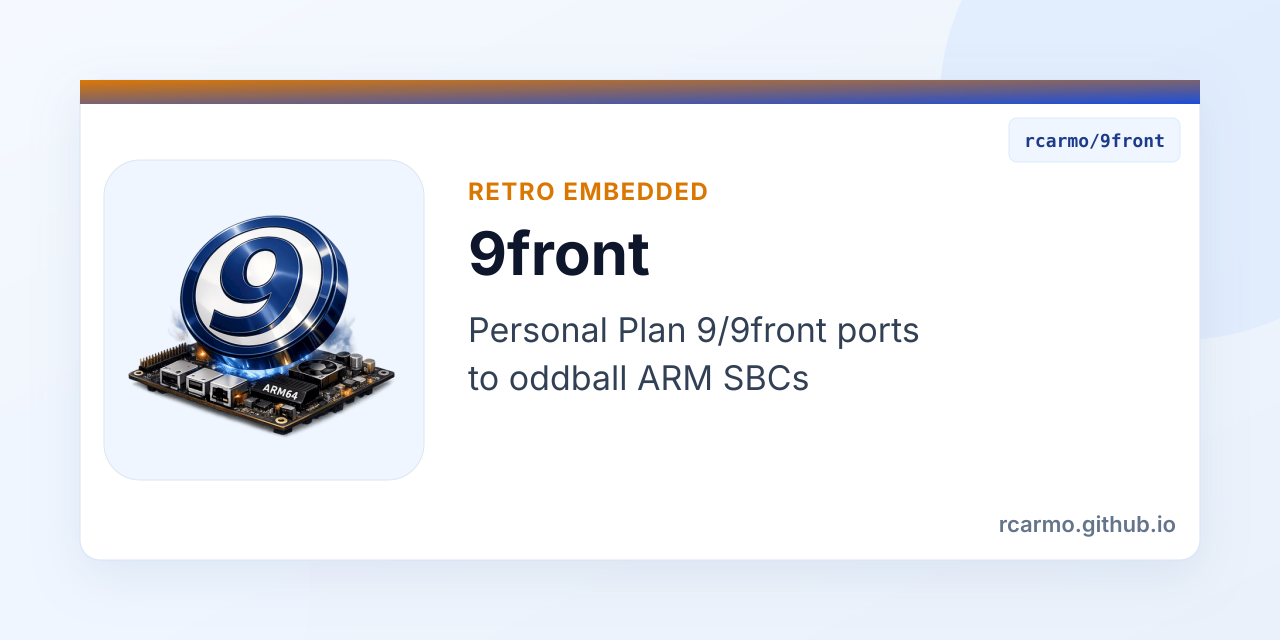 rcarmo/9front
RETRO EMBEDDED
9front
Personal Plan 9/9front ports
to oddball ARM SBCs
9
ARM64
rcarmo.github.io